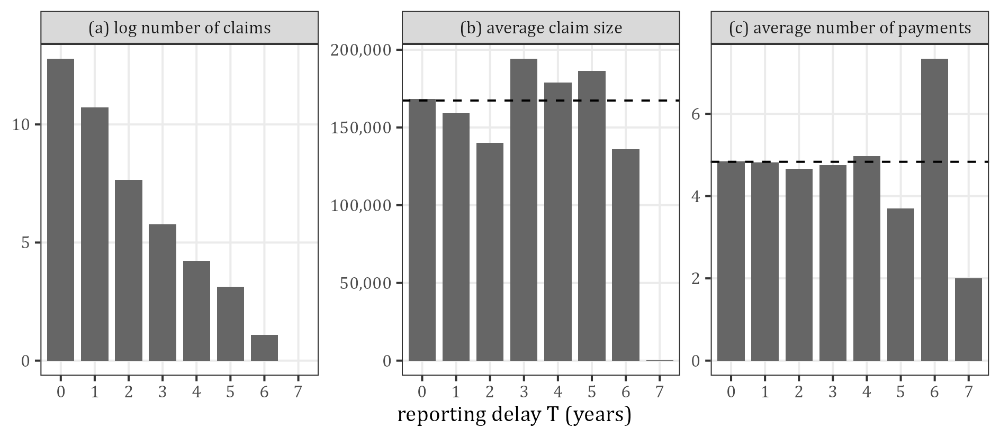 (a) log number of claims
(b) average claim size
(c) average number of payments
10
5
0
200,000
150,000
100,000
50,000
0
6
4
2
0
0 1 2 3 4 5 6 7
0 1 2 3 4 5 6 7
0 1 2 3 4 5 6 7
reporting delay T (years)